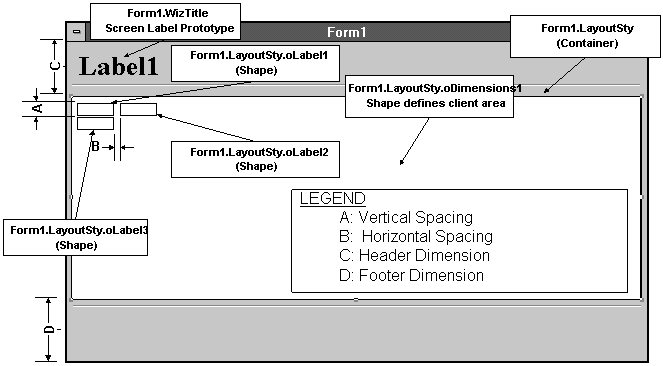 Form1.WizTitle
Screen Label Prototype
Form1
Form1.LayoutSty
(Container)
Label1
C
Form1.LayoutSty.oLabel1
(Shape)
Form1.LayoutSty.oDimensions1
Shape defines client area
A
B
Form1.LayoutSty.oLabel2
(Shape)
Form1.LayoutSty.oLabel3
(Shape)
LEGEND
A: Vertical Spacing
B: Horizontal Spacing
C: Header Dimension
D: Footer Dimension
D